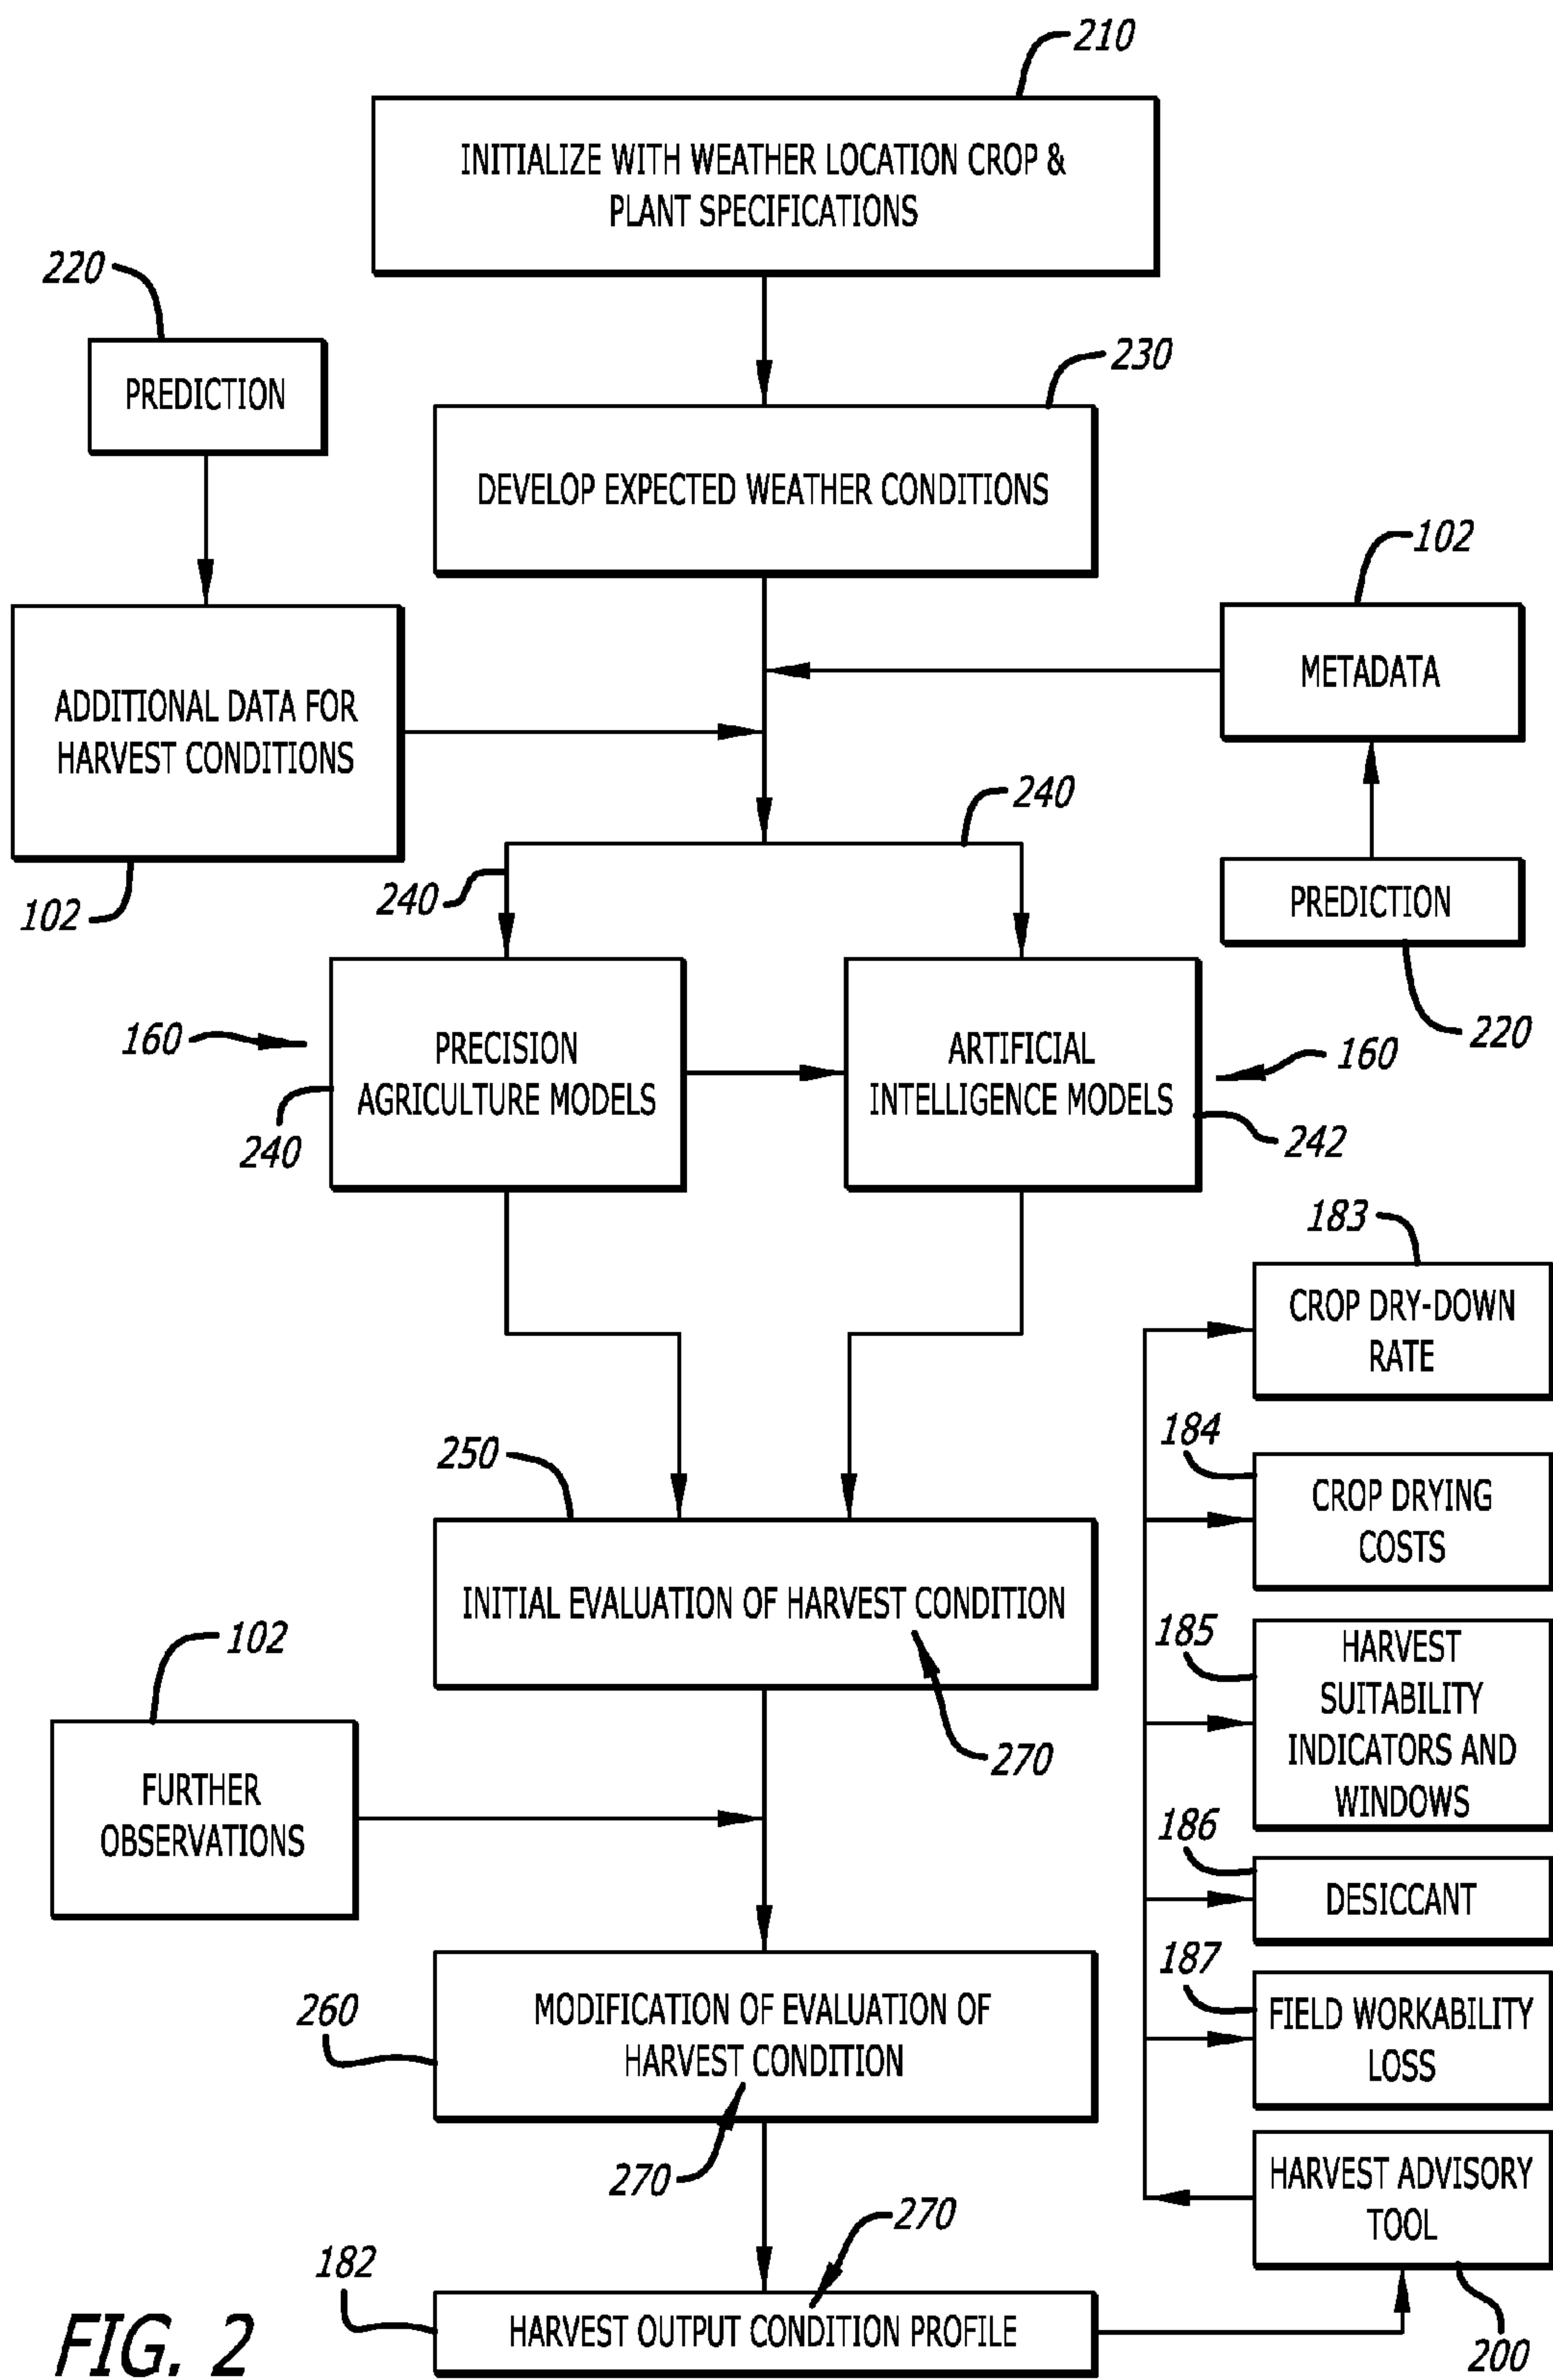 210
INITIALIZE WITH WEATHER LOCATION CROP &
PLANT SPECIFICATIONS
220
PREDICTION
230
DEVELOP EXPECTED WEATHER CONDITIONS
102
METADATA
ADDITIONAL DATA FOR
HARVEST CONDITIONS
102
240
240
PREDICTION
220
160
PRECISION
AGRICULTURE MODELS
240
ARTIFICIAL
INTELLIGENCE MODELS
160
242
183
CROP DRY-DOWN
RATE
184
CROP DRYING
COSTS
250
INITIAL EVALUATION OF HARVEST CONDITION
270
185
HARVEST
SUITABILITY
INDICATORS AND
WINDOWS
102
FURTHER
OBSERVATIONS
186
DESICCANT
187
FIELD WORKABILITY
LOSS
260
MODIFICATION OF EVALUATION OF
HARVEST CONDITION
270
HARVEST ADVISORY
TOOL
200
270
182
HARVEST OUTPUT CONDITION PROFILE
FIG. 2